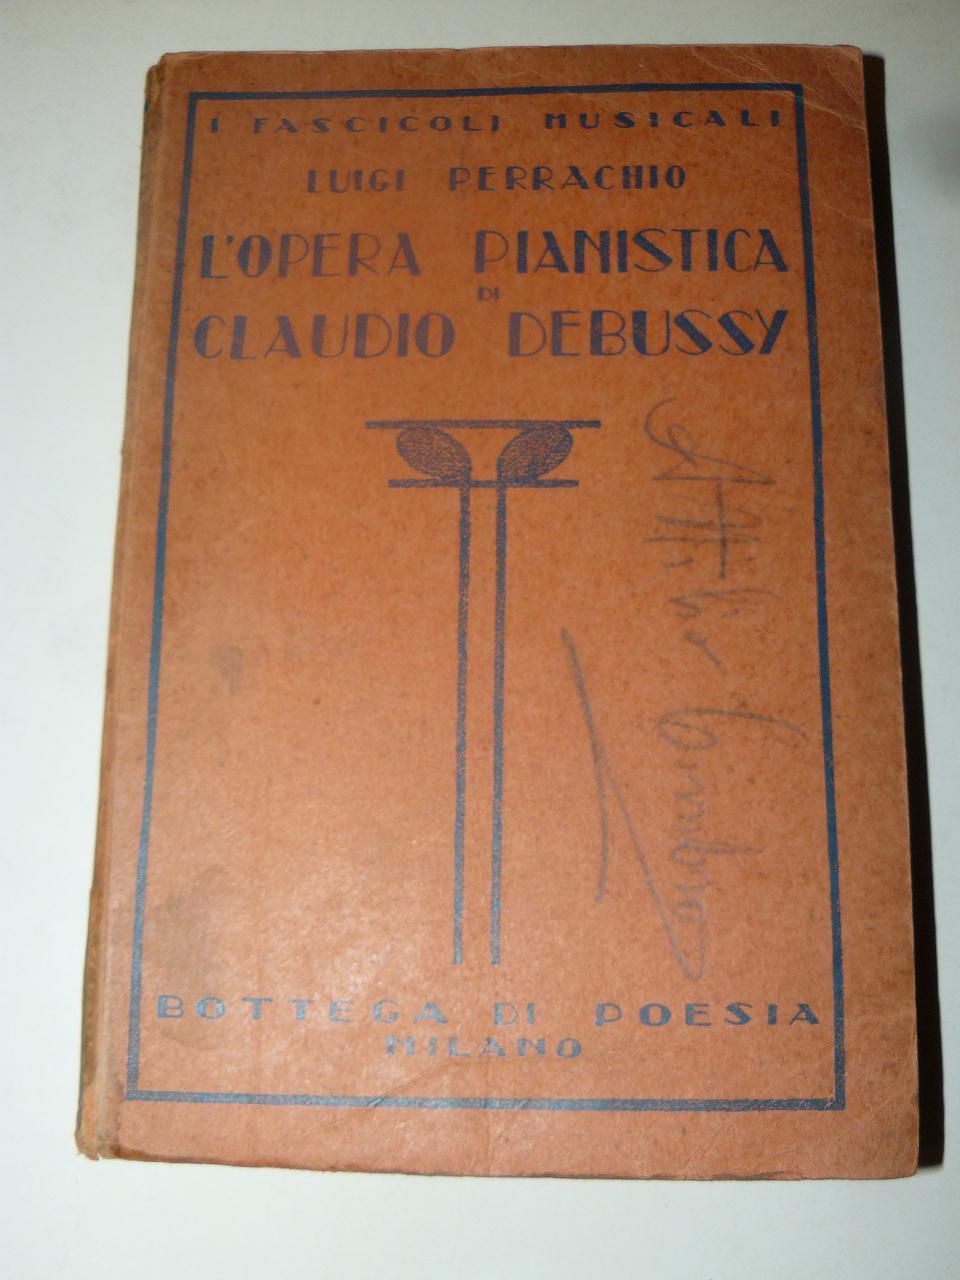 I FASCICOLI MUSICALI
LUIGI PERRACHIO
L'OPERA PIANISTICA
DI
CLAUDIO DEBUSSY
BOTTEGA DI POESIA
MILANO